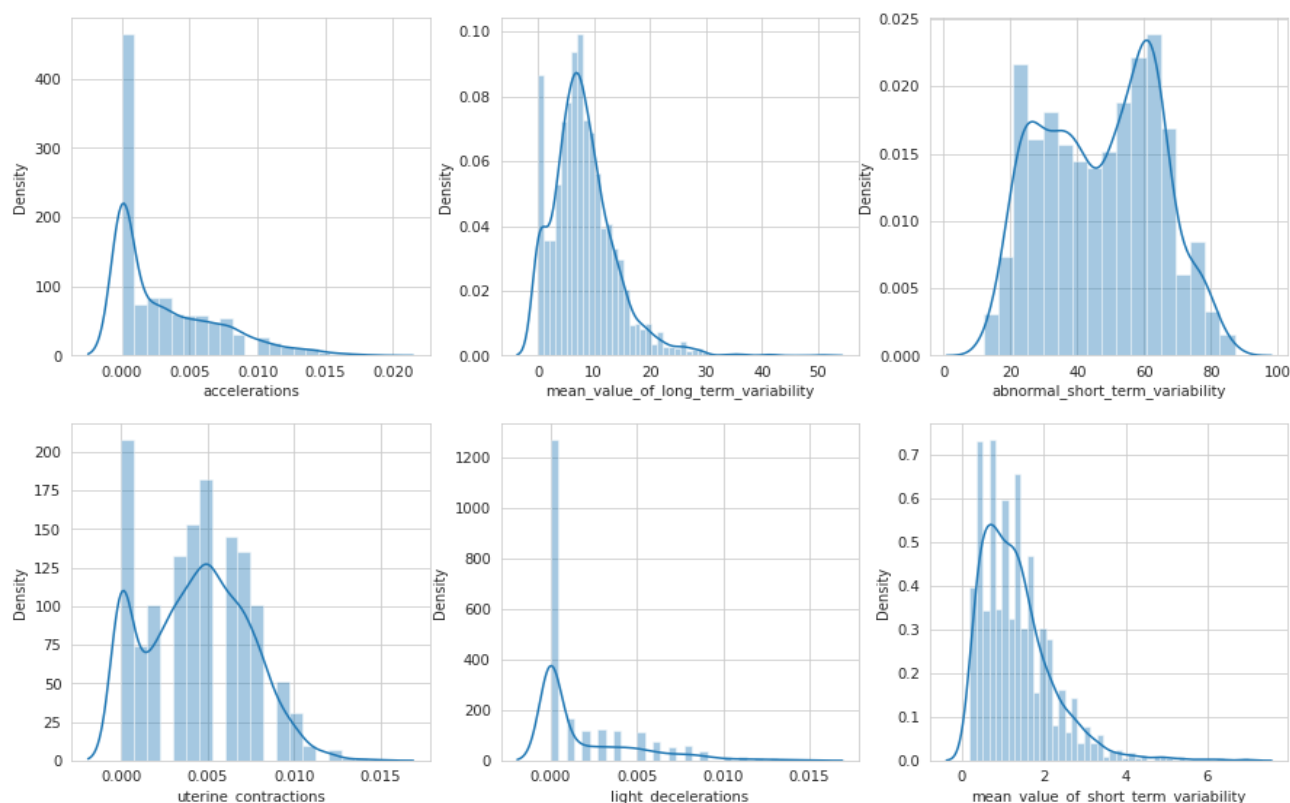 Density
400
300
200
100
0
0.000 0.005 0.010 0.015 0.020
accelerations
Density
0.10
0.08
0.06
0.04
0.02
0.00
0 10 20 30 40 50
mean_value_of_long_term_variability
Density
0.025
0.020
0.015
0.010
0.005
0.000
0 20 40 60 80 100
abnormal_short_term_variability
Density
200
175
150
125
100
75
50
25
0
0.000 0.005 0.010 0.015
uterine_contractions
Density
1200
1000
800
600
400
200
0
0.000 0.005 0.010 0.015
light_decelerations
Density
0.7
0.6
0.5
0.4
0.3
0.2
0.1
0.0
0 2 4 6
mean_value_of_short_term_variability